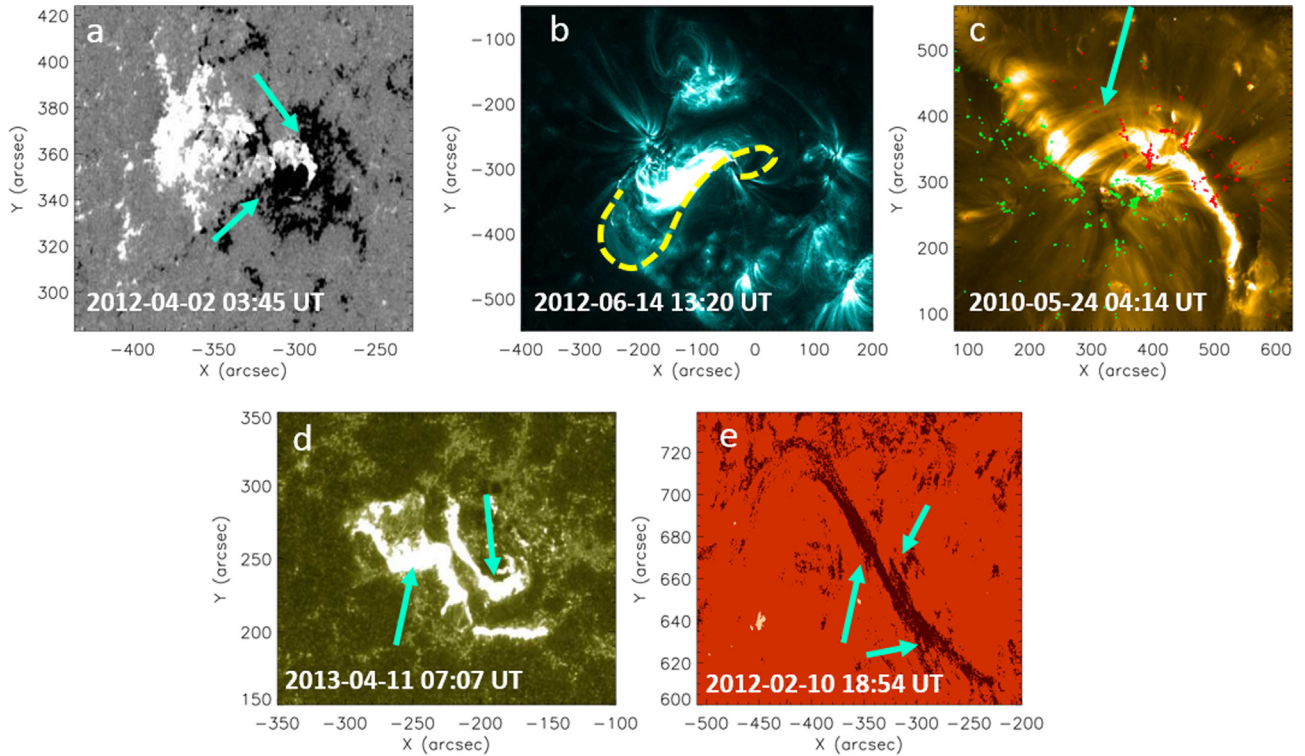 a
420
400
380
360
340
320
300
Y (arcsec)
2012-04-02 03:45 UT
−400 −350 −300 −250
X (arcsec)
b
−100
−200
−300
−400
−500
Y (arcsec)
2012-06-14 13:20 UT
−400 −300 −200 −100 0 100 200
X (arcsec)
c
500
400
300
200
100
Y (arcsec)
2010-05-24 04:14 UT
100 200 300 400 500 600
X (arcsec)
d
350
300
250
200
150
Y (arcsec)
2013-04-11 07:07 UT
−350 −300 −250 −200 −150 −100
X (arcsec)
e
720
700
680
660
640
620
600
Y (arcsec)
2012-02-10 18:54 UT
−500 −450 −400 −350 −300 −250 −200
X (arcsec)